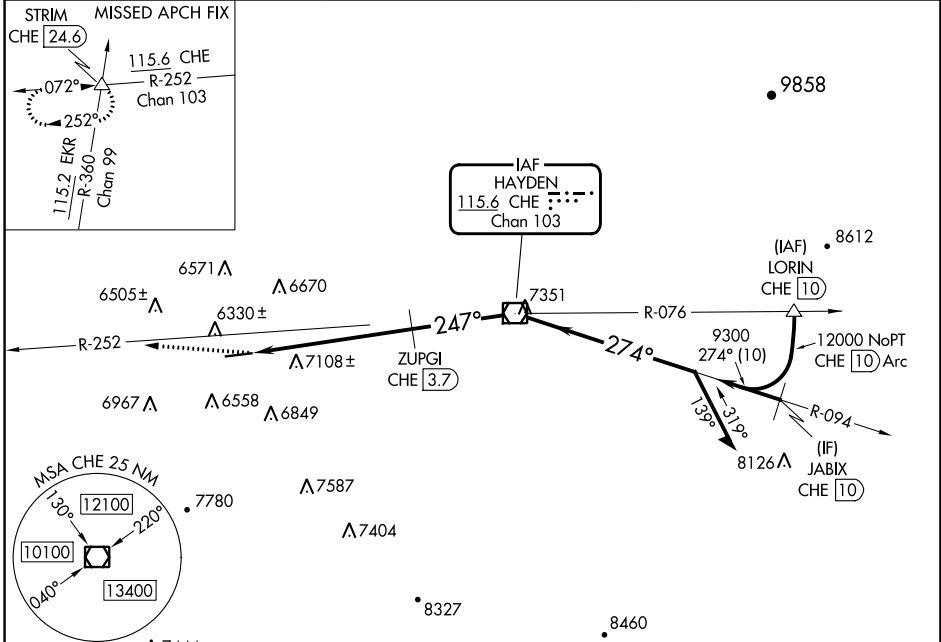 STRIM
CHE 24.6
MISSED APCH FIX
115.6 CHE
R-252
Chan 103
072°
252°
115.2 EKR
R-360
Chan 99
9858
IAF
HAYDEN
115.6 CHE
Chan 103
8612
(IAF)
LORIN
CHE 10
6571
6670
6505±
6330±
7351
R-076
247°
R-252
ZUPGI
CHE 3.7
7108±
274°
9300
274° (10)
12000 NoPT
CHE 10 Arc
6967
6558
6849
139°
319°
R-094
(IF)
JABIX
CHE 10
8126
MSA CHE 25 NM
130°
12100
220°
10100
040°
13400
7780
7587
7404
8327
8460